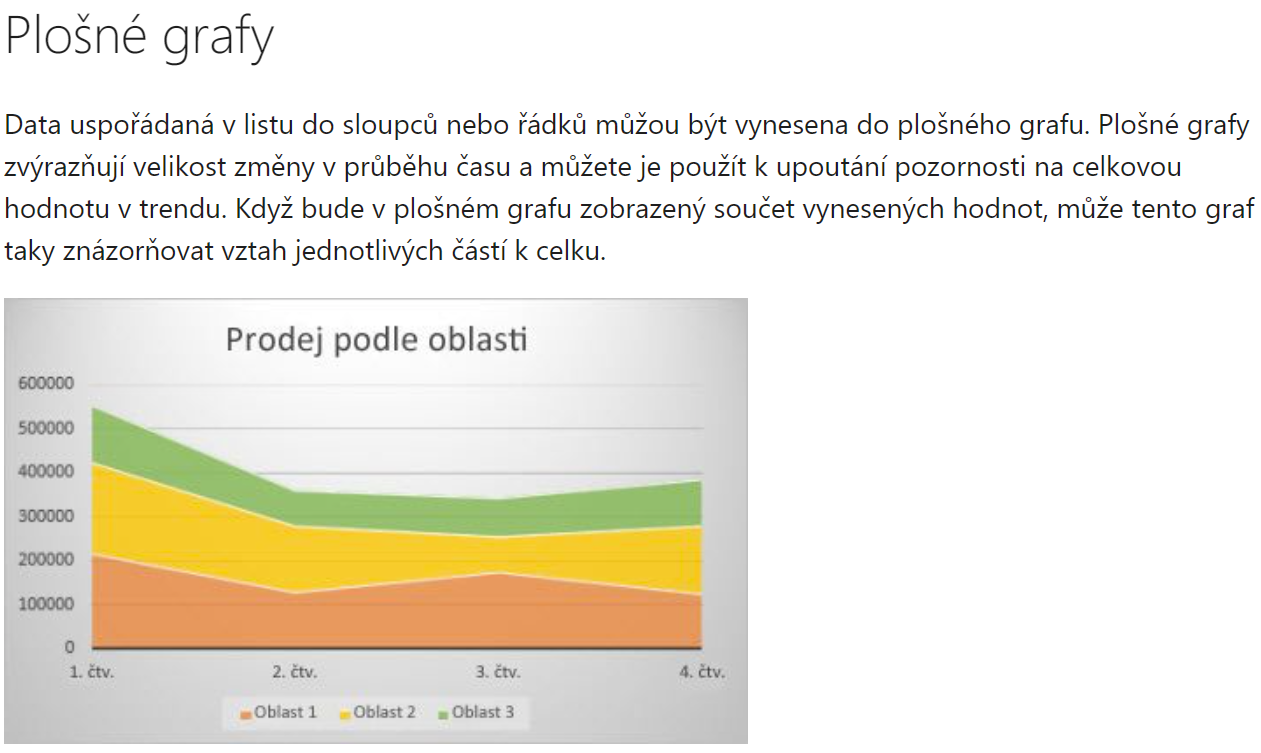 Plošné grafy
Data uspořádaná v listu do sloupců nebo řádků můžou být vynesena do plošného grafu. Plošné grafy
zvýrazňují velikost změny v průběhu času a můžete je použít k upoutání pozornosti na celkovou
hodnotu v trendu. Když bude v plošném grafu zobrazený součet vynesených hodnot, může tento graf
taky znázorňovat vztah jednotlivých částí k celku.
Prodej podle oblasti
600000
500000
400000
300000
200000
100000
0
1. čtv. 2. čtv. 3. čtv. 4. čtv.
Oblast 1 Oblast 2 Oblast 3